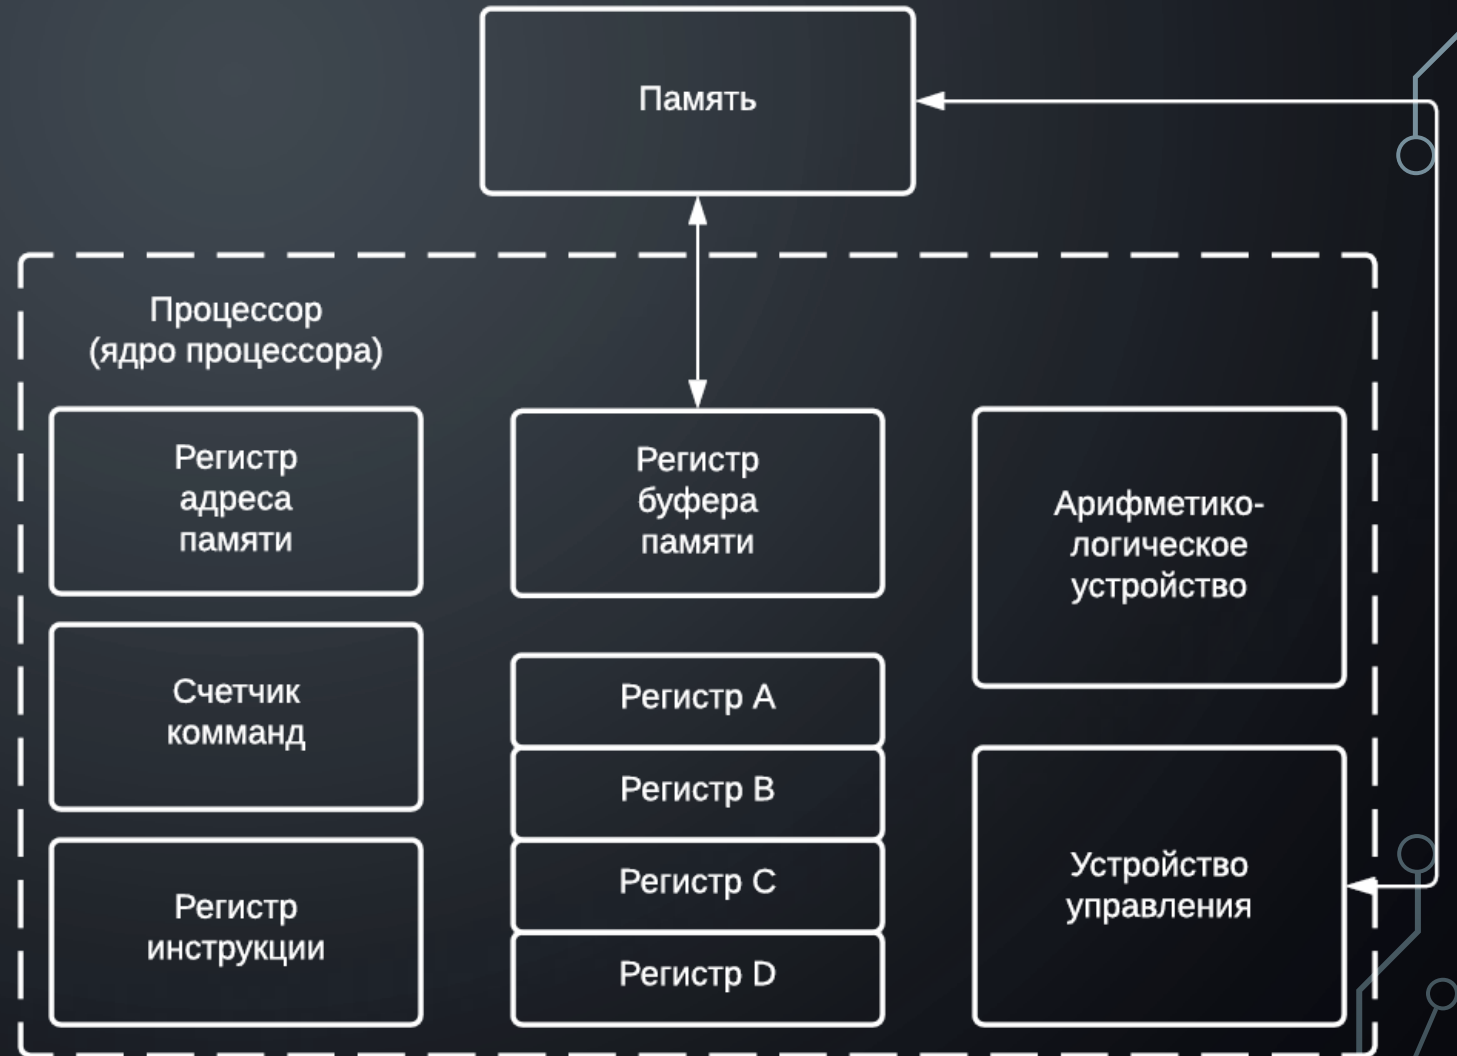 Память
Процессор
(ядро процессора)
Регистр
адреса
памяти
Регистр
буфера
памяти
Арифметико-
логическое
устройство
Счетчик
комманд
Регистр A
Регистр B
Регистр C
Регистр D
Регистр
инструкции
Устройство
управления